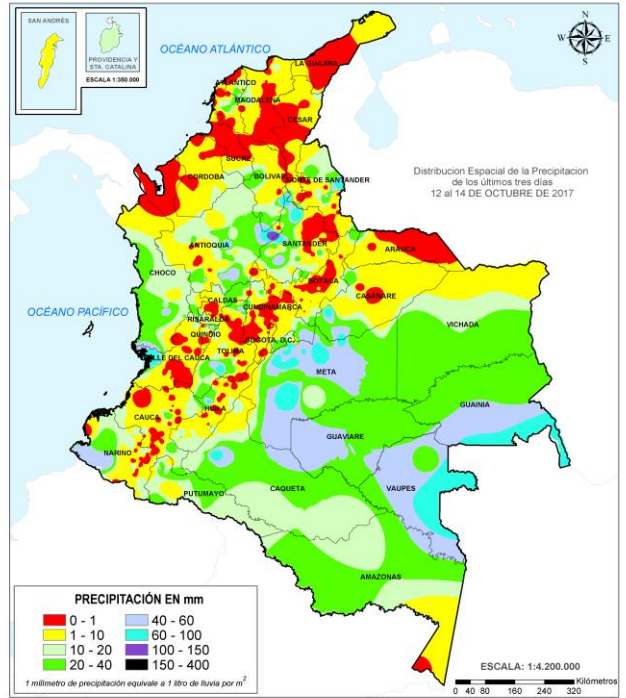 SAN ANDRÉS
PROVIDENCIA Y
STA. CATALINA
ESCALA 1:350.000
OCÉANO ATLÁNTICO
N
W E
S
LA GUAJIRA
ATLANTICO
MAGDALENA
CESAR
SUCRE
CORDOBA
BOLIVAR
NORTE DE SANTANDER
Distribucion Espacial de la Precipitacion
de los últimos tres días
12 al 14 DE OCTUBRE DE 2017
ANTIOQUIA
SANTANDER
ARAUCA
CHOCO
BOYACA
CASANARE
OCÉANO PACÍFICO
CALDAS
CUNDINAMARCA
RISARALDA
VICHADA
QUINDIO
BOGOTA, D.C.
TOLIMA
VALLE DEL CAUCA
META
GUAINIA
HUILA
CAUCA
GUAVIARE
NARIÑO
VAUPES
CAQUETA
PUTUMAYO
AMAZONAS
PRECIPITACIÓN EN mm
0 - 1 40 - 60
1 - 10 60 - 100
10 - 20 100 - 150
20 - 40 150 - 400
1 milimetro de precipitación equivale a 1 litro de lluvia por m2
ESCALA: 1:4.200.000
Kilómetros
0 40 80 160 240 320